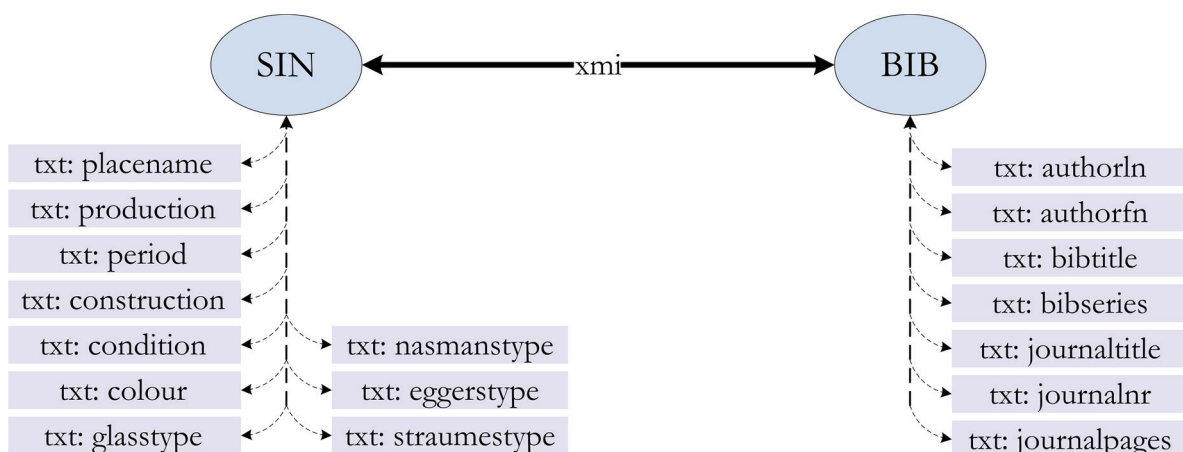 SIN
xmi
BIB
txt: placename
txt: production
txt: period
txt: construction
txt: condition
txt: colour
txt: glasstype
txt: nasmanstype
txt: eggerstype
txt: straumestype
txt: authorln
txt: authorfn
txt: bibtitle
txt: bibseries
txt: journaltitle
txt: journalnr
txt: journalpages